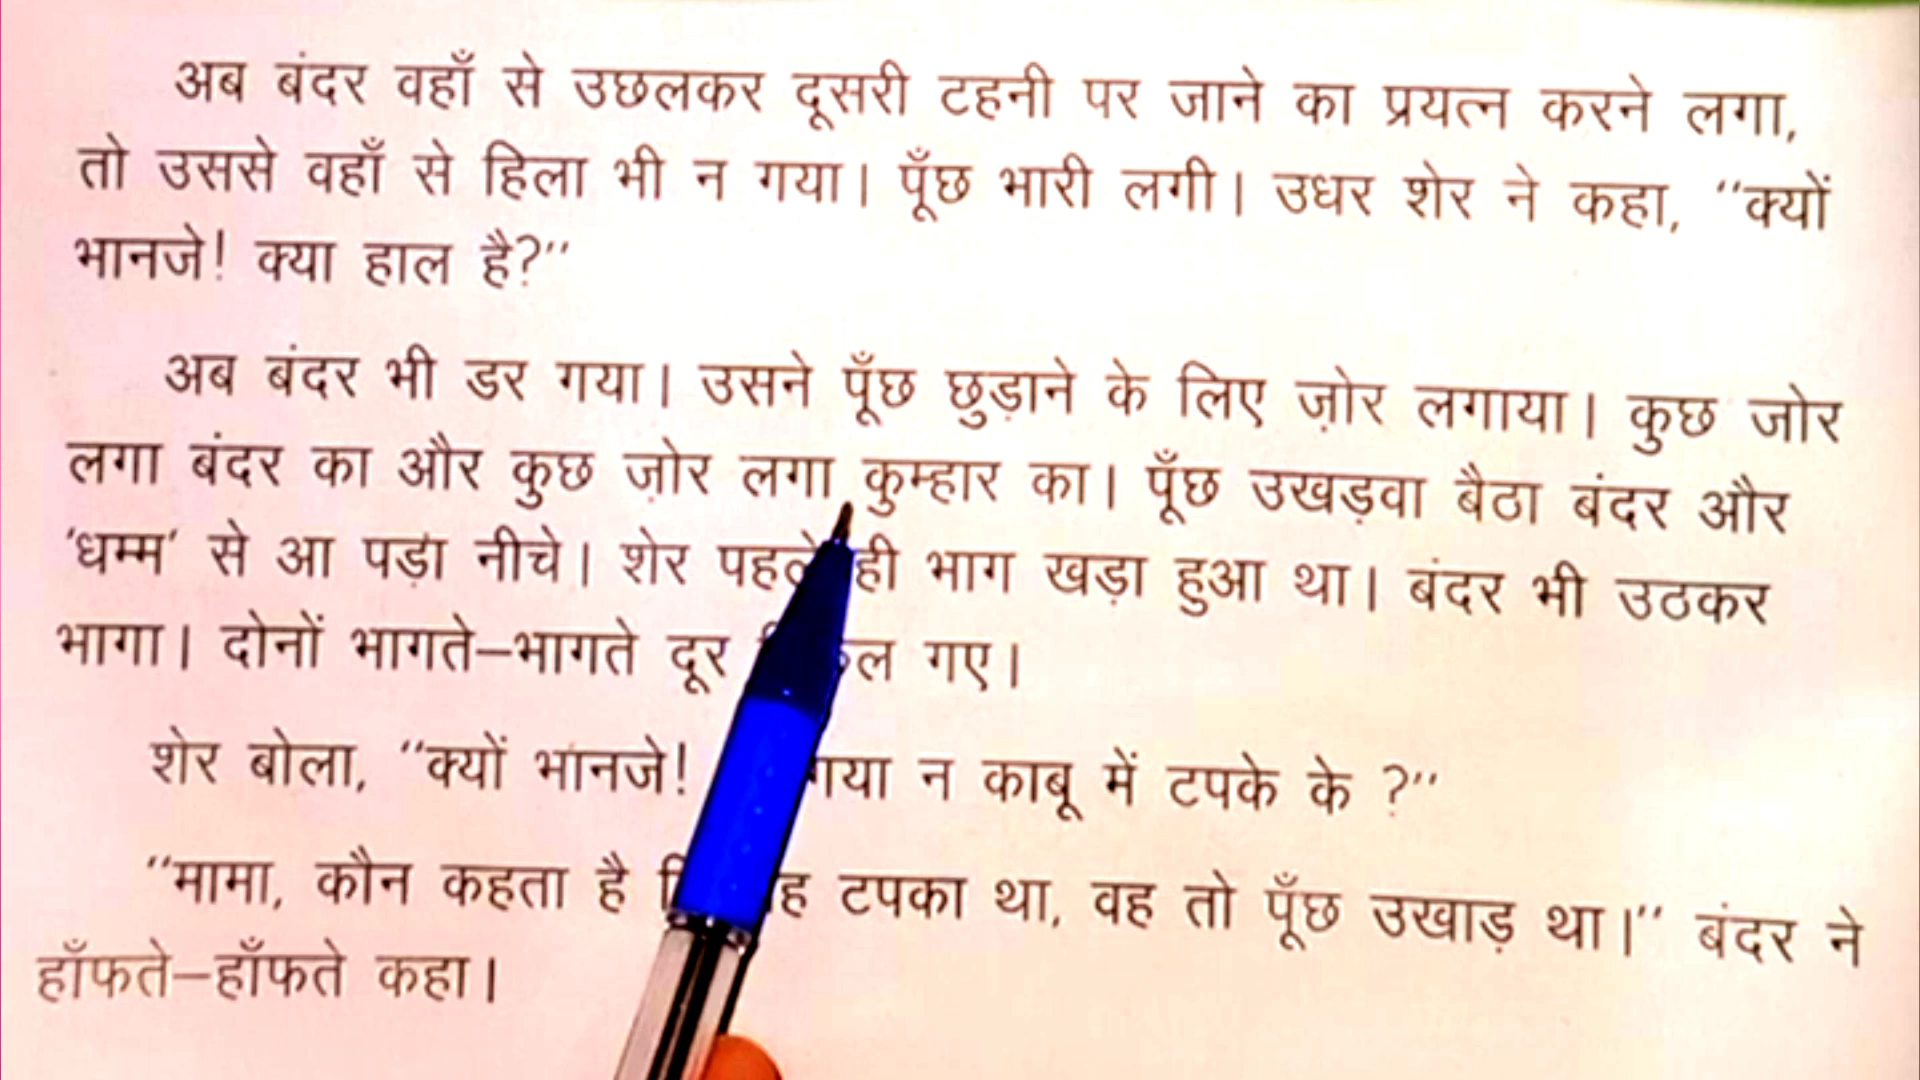 अब बंदर वहाँ से उछलकर दूसरी टहनी पर जाने का प्रयत्न करने लगा,
तो उससे वहाँ से हिला भी न गया। पूँछ भारी लगी। उधर शेर ने कहा, ‘‘क्यों
भानजे! क्या हाल है?’’
अब बंदर भी डर गया। उसने पूँछ छुड़ाने के लिए ज़ोर लगाया। कुछ जोर
लगा बंदर का और कुछ ज़ोर लगा कुम्हार का। पूँछ उखड़वा बैठा बंदर और
‘धम्म’ से आ पड़ा नीचे। शेर पहले ही भाग खड़ा हुआ था। बंदर भी उठकर
भागा। दोनों भागते–भागते दूर गए।
शेर बोला, ‘‘क्यों भानजे! न काबू में टपके के ?’’
‘‘मामा, कौन कहता है टपका था, वह तो पूँछ उखाड़ था।’’ बंदर ने
हाँफते–हाँफते कहा।